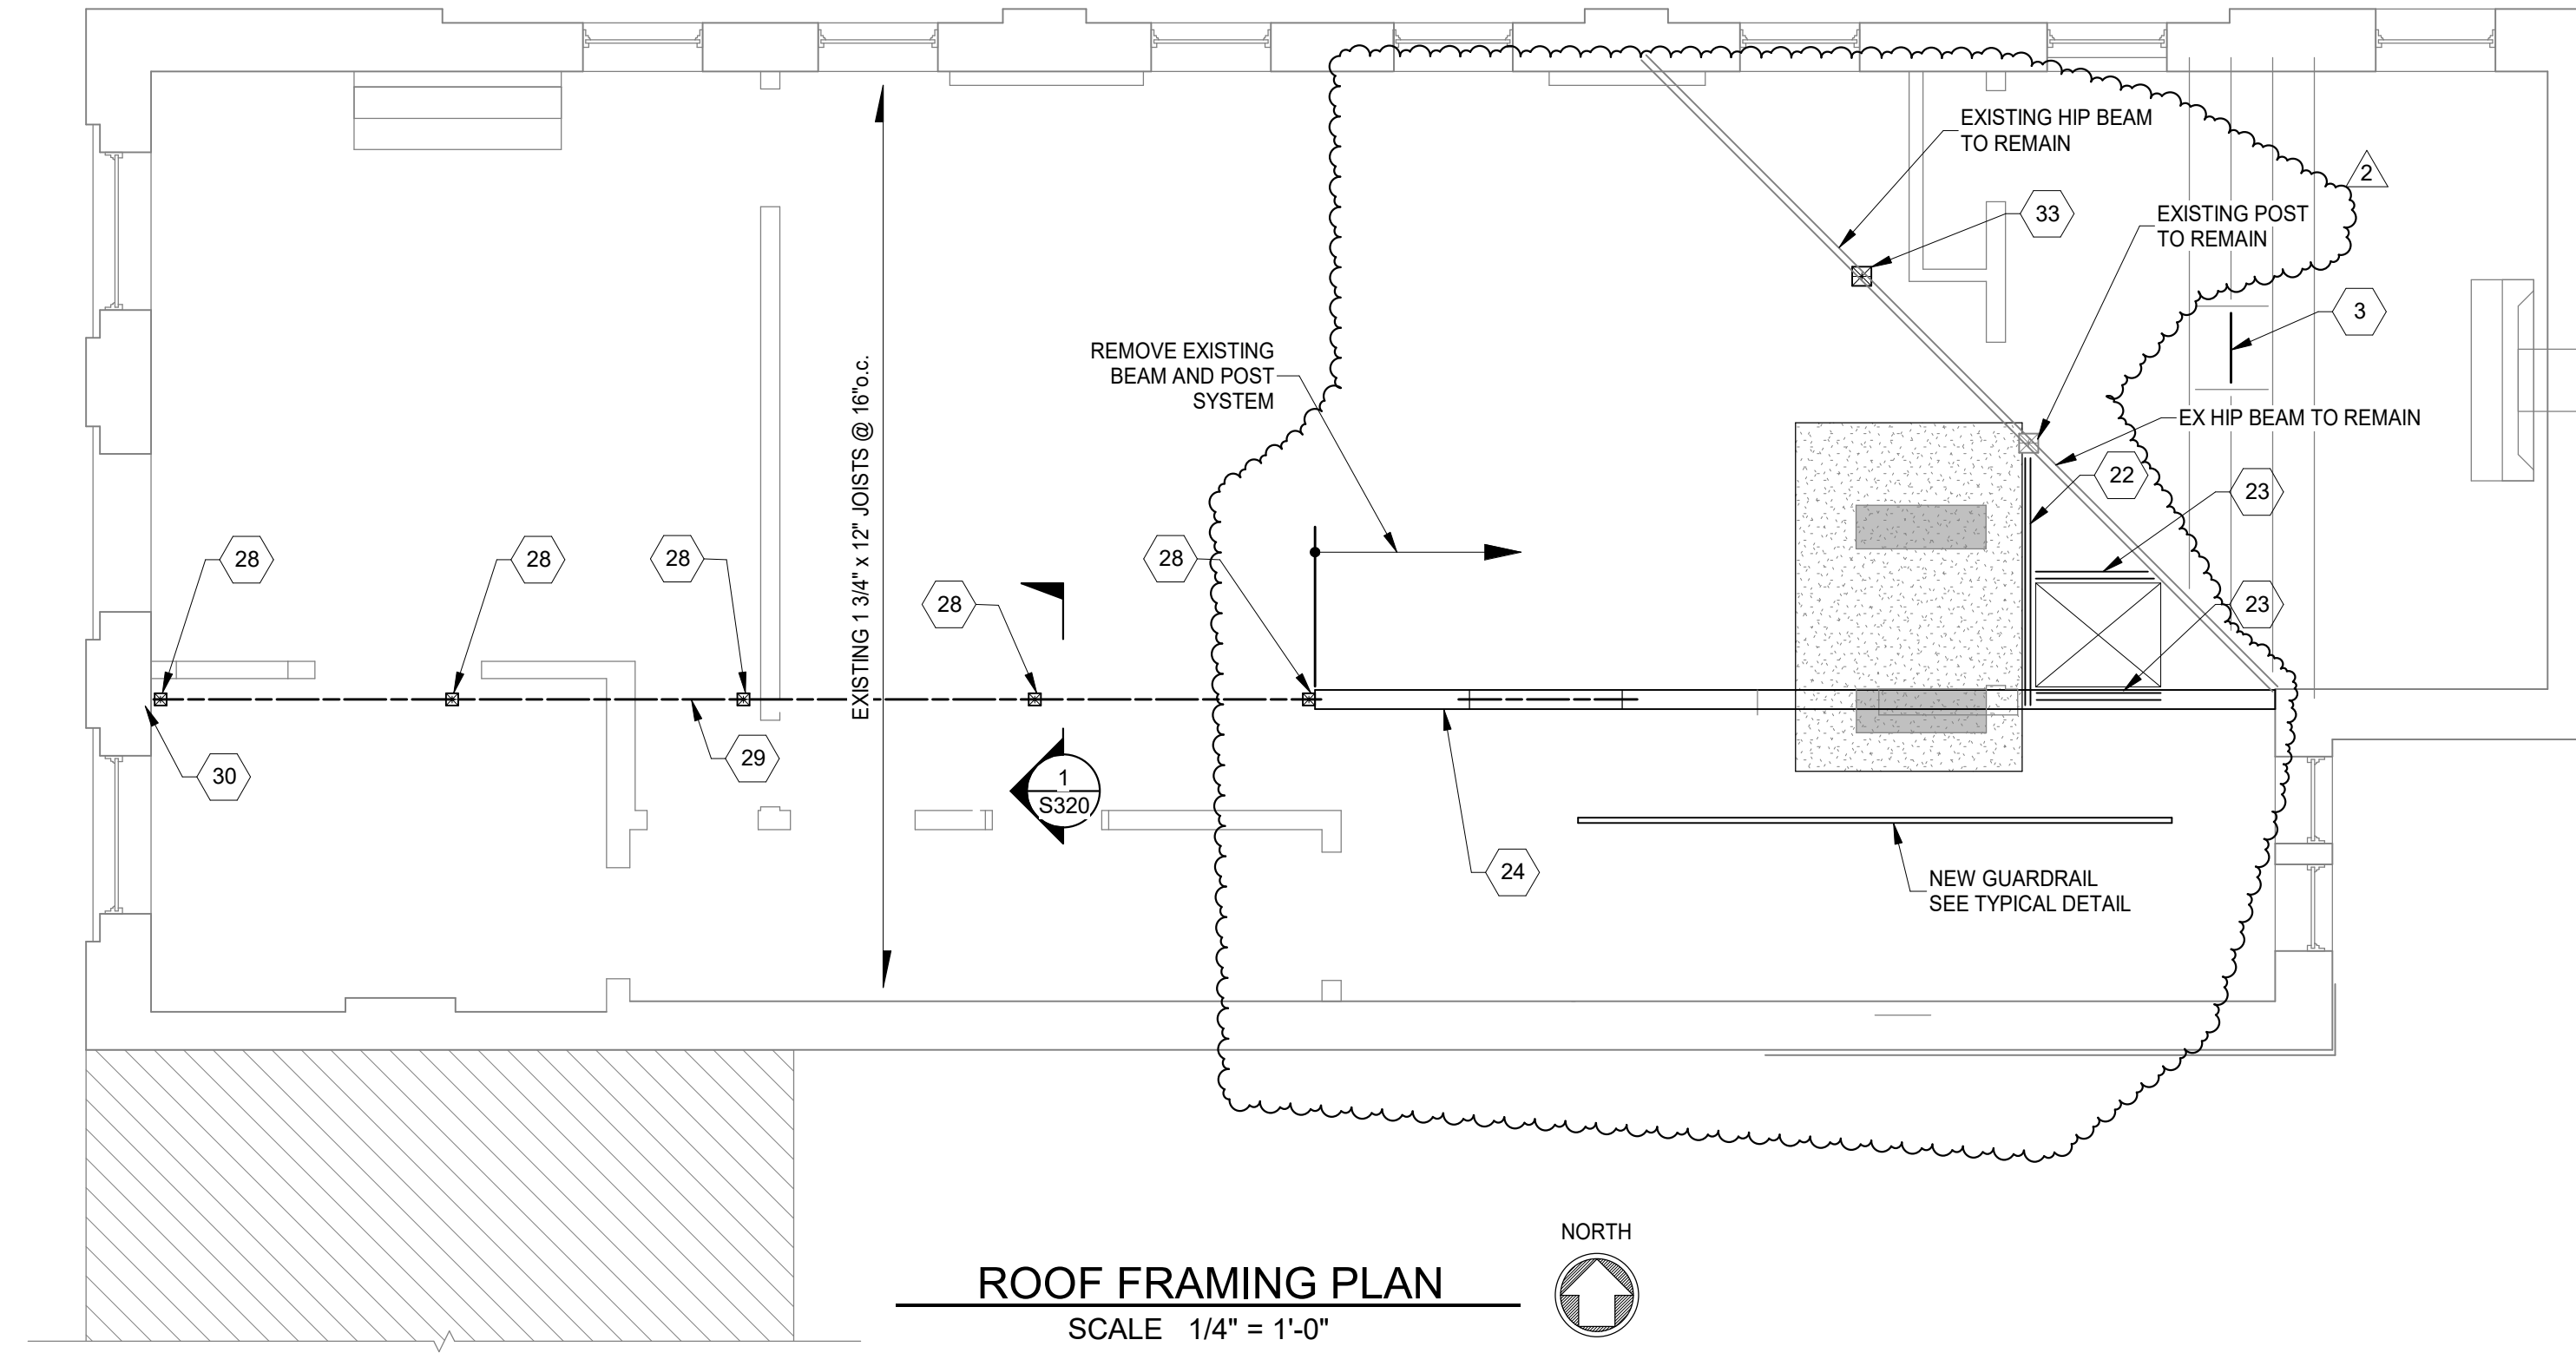 EXISTING HIP BEAM
TO REMAIN
2
33
EXISTING POST
TO REMAIN
3
REMOVE EXISTING
BEAM AND POST
SYSTEM
EXISTING 1 3/4" x 12" JOISTS @ 16"o.c.
EX HIP BEAM TO REMAIN
22
23
28
28
28
28
28
23
30
29
1
S320
24
NEW GUARDRAIL
SEE TYPICAL DETAIL
NORTH
ROOF FRAMING PLAN
SCALE 1/4" = 1'-0"